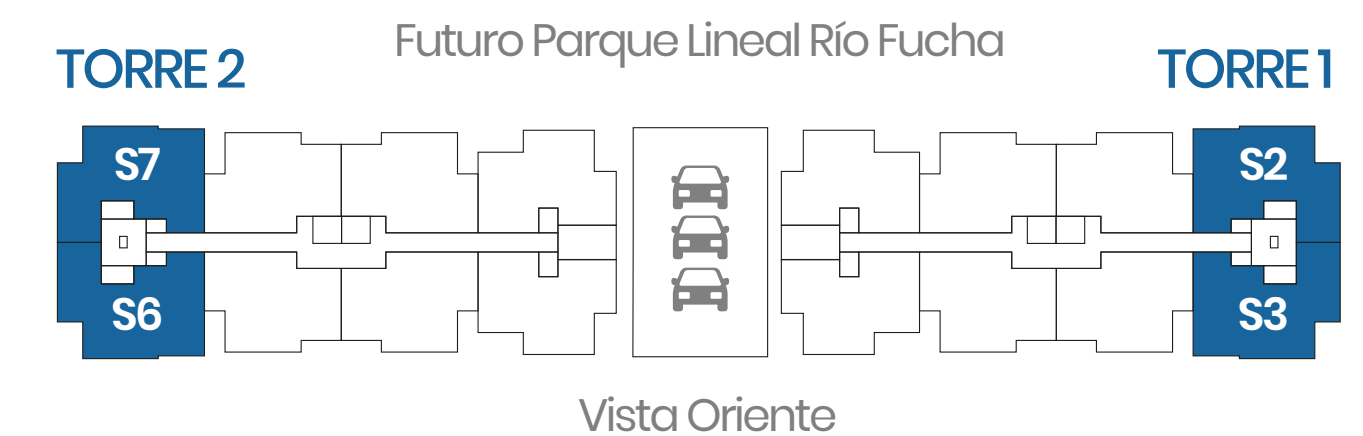 Futuro Parque Lineal Río Fucha
TORRE 2
TORRE 1
S7
S2
S6
S3
Vista Oriente